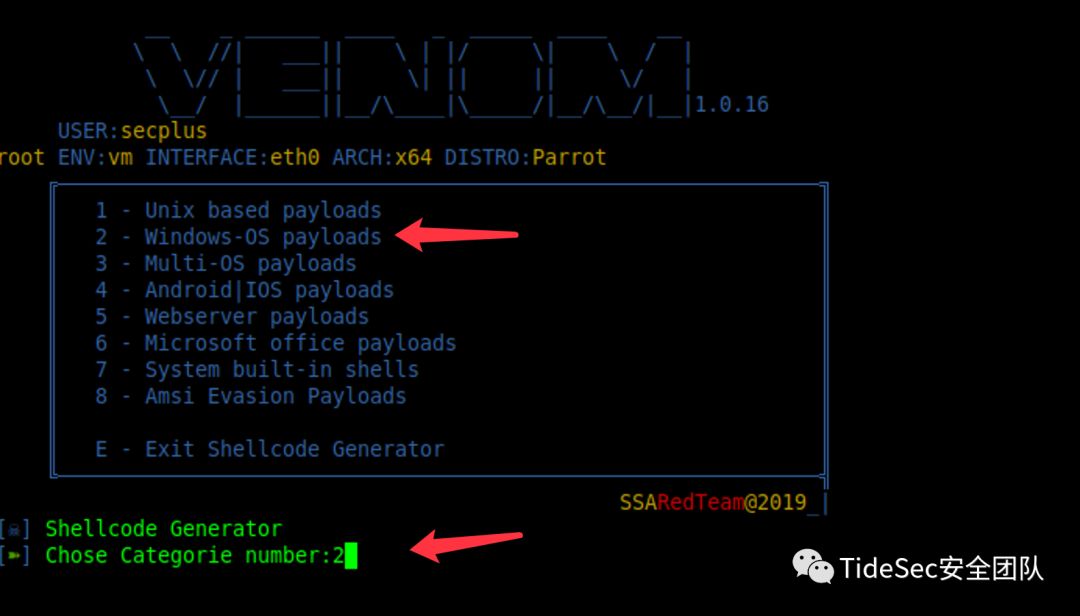 VENOM 1.0.16
USER:secplus
root ENV:vm INTERFACE:eth0 ARCH:x64 DISTRO:Parrot
1 - Unix based payloads
2 - Windows-OS payloads
3 - Multi-OS payloads
4 - Android|IOS payloads
5 - Webserver payloads
6 - Microsoft office payloads
7 - System built-in shells
8 - Amsi Evasion Payloads
E - Exit Shellcode Generator
SSARedTeam@2019_|
[☠] Shellcode Generator
[➽] Chose Categorie number:2
TideSec安全团队